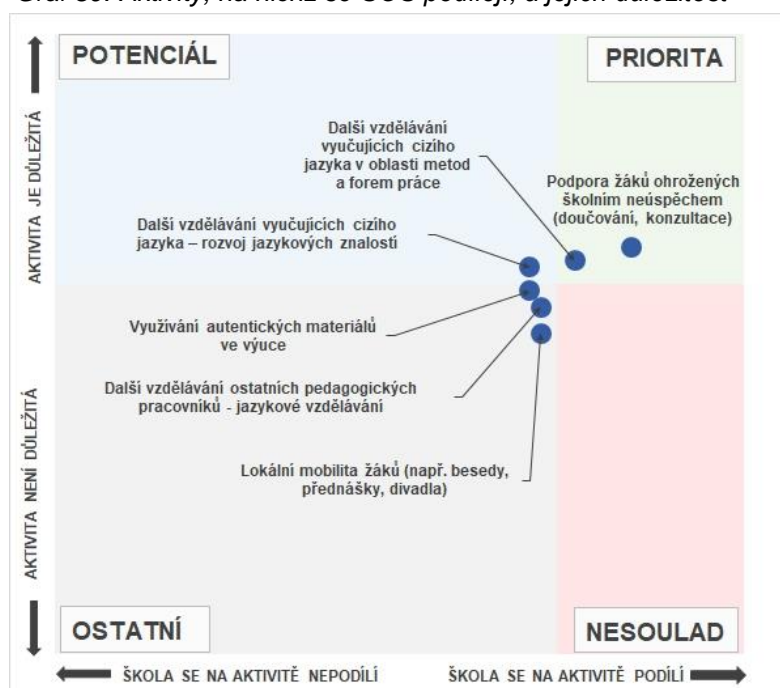 POTENCIÁL
PRIORITA
Další vzdělávání
vyučujících cizího
jazyka v oblasti metod
a forem práce
Podpora žáků ohrožených
školním neúspěchem
(doučování, konzultace)
Další vzdělávání vyučujících cizího
jazyka – rozvoj jazykových znalostí
Využívání autentických materiálů
ve výuce
Další vzdělávání ostatních pedagogických
pracovníků - jazykové vzdělávání
Lokální mobilita žáků (např. besedy,
přednášky, divadla)
OSTATNÍ
NESOULAD
AKTIVITA JE DŮLEŽITÁ
AKTIVITA NENÍ DŮLEŽITÁ
ŠKOLA SE NA AKTIVITĚ NEPODÍLÍ
ŠKOLA SE NA AKTIVITĚ PODÍLÍ